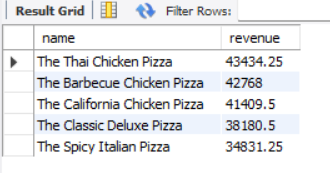 Result Grid Filter Rows:
name revenue
The Thai Chicken Pizza 43434.25
The Barbecue Chicken Pizza 42768
The California Chicken Pizza 41409.5
The Classic Deluxe Pizza 38180.5
The Spicy Italian Pizza 34831.25